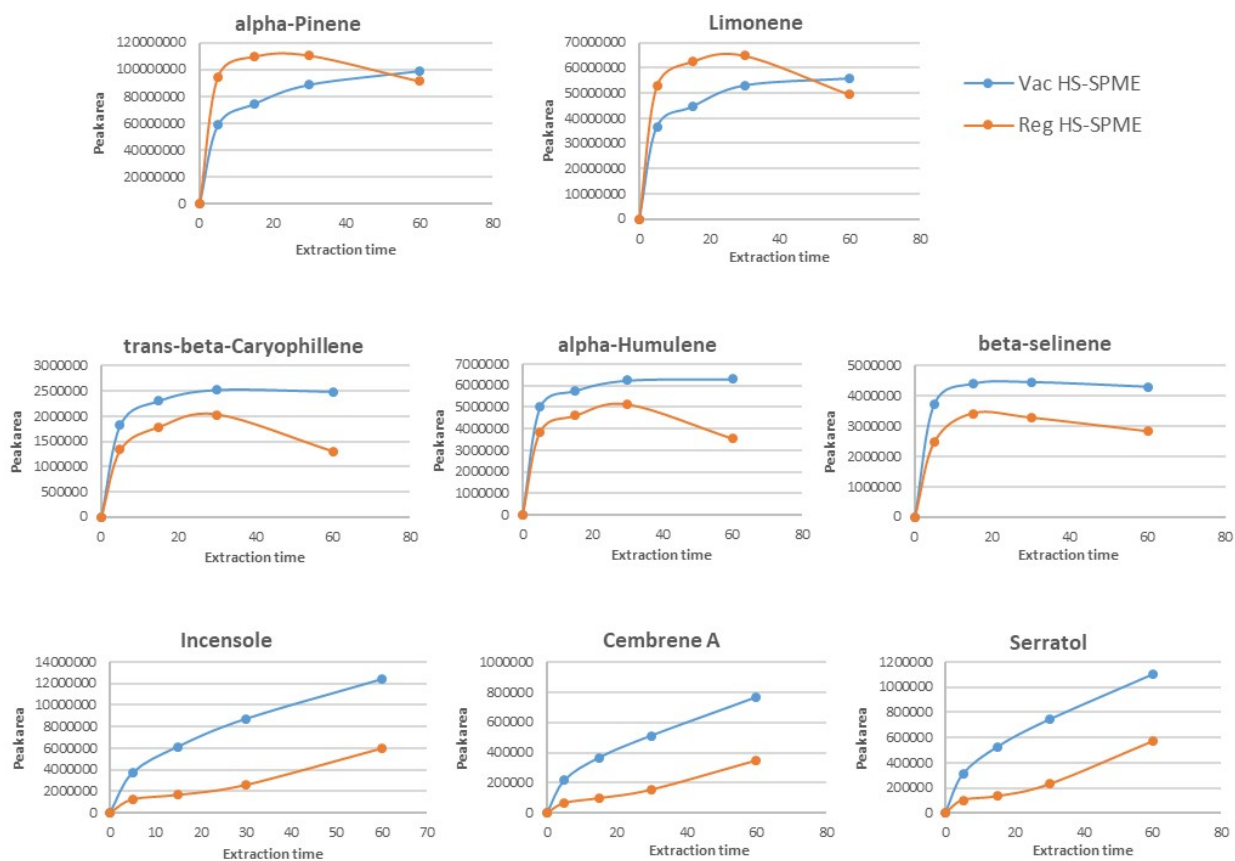 alpha-Pinene
120000000
100000000
80000000
60000000
40000000
20000000
0
Peakarea
0 20 40 60 80
Extraction time
Limonene
70000000
60000000
50000000
40000000
30000000
20000000
10000000
0
Peakarea
0 20 40 60 80
Extraction time
Vac HS-SPME
Reg HS-SPME
trans-beta-Caryophillene
3000000
2500000
2000000
1500000
1000000
500000
0
Peakarea
0 20 40 60 80
Extraction time
alpha-Humulene
7000000
6000000
5000000
4000000
3000000
2000000
1000000
0
Peakarea
0 20 40 60 80
Extraction time
beta-selinene
5000000
4000000
3000000
2000000
1000000
0
Peakarea
0 20 40 60 80
Extraction time
Incensole
14000000
12000000
10000000
8000000
6000000
4000000
2000000
0
Peakarea
0 10 20 30 40 50 60 70
Extraction time
Cembrene A
1000000
800000
600000
400000
200000
0
Peakarea
0 20 40 60 80
Extraction time
Serratol
1200000
1000000
800000
600000
400000
200000
0
Peakarea
0 20 40 60 80
Extraction time